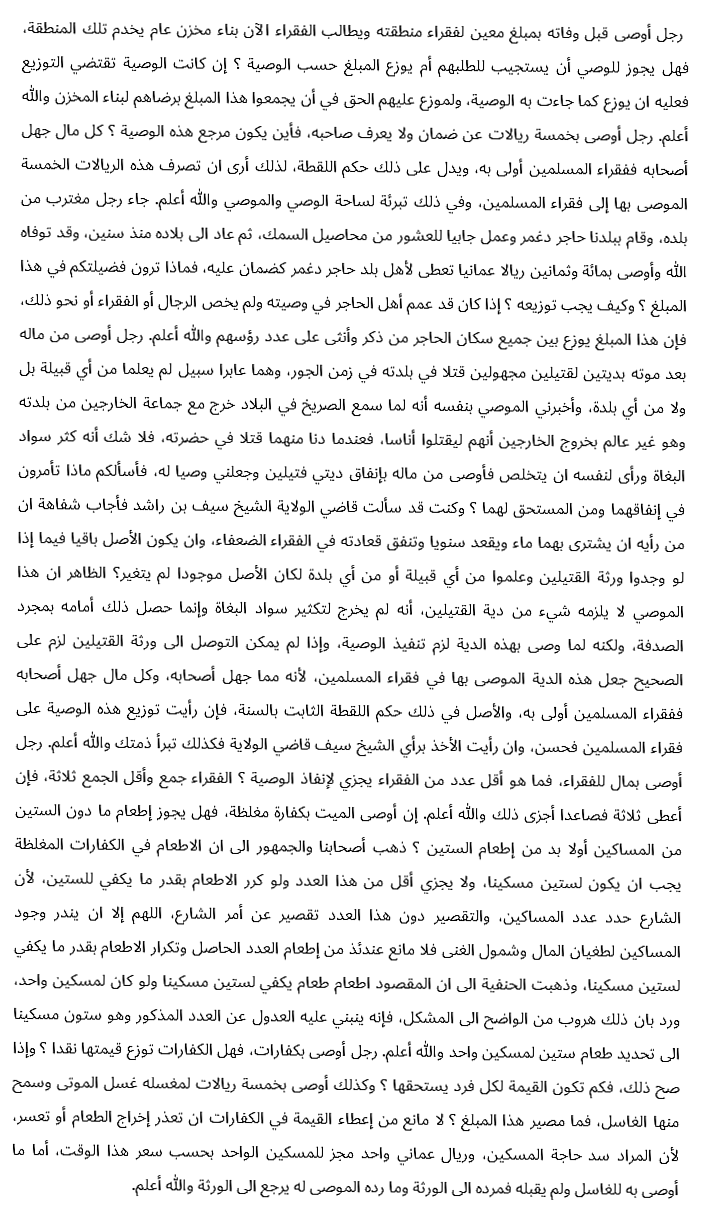 رجل أوصى قبل وفاته بمبلغ معين لفقراء منطقته ويطالب الفقراء الآن بناء مخزن عام يخدم تلك المنطقة،
فهل يجوز للوصي أن يستجيب للطلبهم أم يوزع المبلغ حسب الوصية ؟ إن كانت الوصية تقتضي التوزيع
فعليه ان يوزع كما جاءت به الوصية، ولموزع عليهم الحق في أن يجمعوا هذا المبلغ برضاهم لبناء المخزن والله
أعلم. رجل أوصى بخمسة ريالات عن ضمان ولا يعرف صاحبه، فأين يكون مرجع هذه الوصية ؟ كل مال جهل
أصحابه ففقراء المسلمين أولى به، ويدل على ذلك حكم اللقطة، لذلك أرى ان تصرف هذه الريالات الخمسة
الموصى بها إلى فقراء المسلمين، وفي ذلك تبرئة لساحة الوصي والموصي والله أعلم. جاء رجل مغترب من
بلده، وقام ببلدنا حاجر دغمر وعمل جابيا للعشور من محاصيل السمك، ثم عاد الى بلاده منذ سنين، وقد توفاه
الله وأوصى بمائة وثمانين ريالا عمانيا تعطى لأهل بلد حاجر دغمر كضمان عليه، فماذا ترون فضيلتكم في هذا
المبلغ ؟ وكيف يجب توزيعه ؟ إذا كان قد عمم أهل الحاجر في وصيته ولم يخص الرجال أو الفقراء أو نحو ذلك،
فإن هذا المبلغ يوزع بين جميع سكان الحاجر من ذكر وأنثى على عدد رؤسهم والله أعلم. رجل أوصى من ماله
بعد موته بديتين لقتيلين مجهولين قتلا في بلدته في زمن الجور، وهما عابرا سبيل لم يعلما من أي قبيلة بل
ولا من أي بلدة، وأخبرني الموصي بنفسه أنه لما سمع الصريخ في البلاد خرج مع جماعة الخارجين من بلدته
وهو غير عالم بخروج الخارجين أنهم ليقتلوا أناسا، فعندما دنا منهما قتلا في حضرته، فلا شك أنه كثر سواد
البغاة ورأى لنفسه ان يتخلص فأوصى من ماله بإنفاق ديتي فتيلين وجعلني وصيا له، فأسألكم ماذا تأمرون
في إنفاقهما ومن المستحق لهما ؟ وكنت قد سألت قاضي الولاية الشيخ سيف بن راشد فأجاب شفاهة ان
من رأيه ان يشترى بهما ماء ويقعد سنويا وتنفق قعادته في الفقراء الضعفاء، وان يكون الأصل باقيا فيما إذا
لو وجدوا ورثة القتيلين وعلموا من أي قبيلة أو من أي بلدة لكان الأصل موجودا لم يتغير؟ الظاهر ان هذا
الموصي لا يلزمه شيء من دية القتيلين، أنه لم يخرج لتكثير سواد البغاة وإنما حصل ذلك أمامه بمجرد
الصدفة، ولكنه لما وصى بهذه الدية لزم تنفيذ الوصية، وإذا لم يمكن التوصل الى ورثة القتيلين لزم على
الصحيح جعل هذه الدية الموصى بها في فقراء المسلمين، لأنه مما جهل أصحابه، وكل مال جهل أصحابه
ففقراء المسلمين أولى به، والأصل في ذلك حكم اللقطة الثابت بالسنة، فإن رأيت توزيع هذه الوصية على
فقراء المسلمين فحسن، وان رأيت الأخذ برأي الشيخ سيف قاضي الولاية فكذلك تبرأ ذمتك والله أعلم. رجل
أوصى بمال للفقراء، فما هو أقل عدد من الفقراء يجزي لإنفاذ الوصية ؟ الفقراء جمع وأقل الجمع ثلاثة، فإن
أعطى ثلاثة فصاعدا أجزى ذلك والله أعلم. إن أوصى الميت بكفارة مغلظة، فهل يجوز إطعام ما دون الستين
من المساكين أولا بد من إطعام الستين ؟ ذهب أصحابنا والجمهور الى ان الاطعام في الكفارات المغلظة
يجب ان يكون لستين مسكينا، ولا يجزي أقل من هذا العدد ولو كرر الاطعام بقدر ما يكفي للستين، لأن
الشارع حدد عدد المساكين، والتقصير دون هذا العدد تقصير عن أمر الشارع، اللهم إلا ان يندر وجود
المساكين لطغيان المال وشمول الغنى فلا مانع عندئذ من إطعام العدد الحاصل وتكرار الاطعام بقدر ما يكفي
لستين مسكينا، وذهبت الحنفية الى ان المقصود اطعام طعام يكفي لستين مسكينا ولو كان لمسكين واحد،
ورد بان ذلك هروب من الواضح الى المشكل، فإنه ينبني عليه العدول عن العدد المذكور وهو ستون مسكينا
الى تحديد طعام ستين لمسكين واحد والله أعلم. رجل أوصى بكفارات، فهل الكفارات توزع قيمتها نقدا ؟ وإذا
صح ذلك، فكم تكون القيمة لكل فرد يستحقها ؟ وكذلك أوصى بخمسة ريالات لمغسله غسل الموتى وسمح
منها الغاسل، فما مصير هذا المبلغ ؟ لا مانع من إعطاء القيمة في الكفارات ان تعذر إخراج الطعام أو تعسر،
لأن المراد سد حاجة المسكين، وريال عماني واحد مجز للمسكين الواحد بحسب سعر هذا الوقت، أما ما
أوصى به للغاسل ولم يقبله فمرده الى الورثة وما رده الموصى له يرجع الى الورثة والله أعلم.